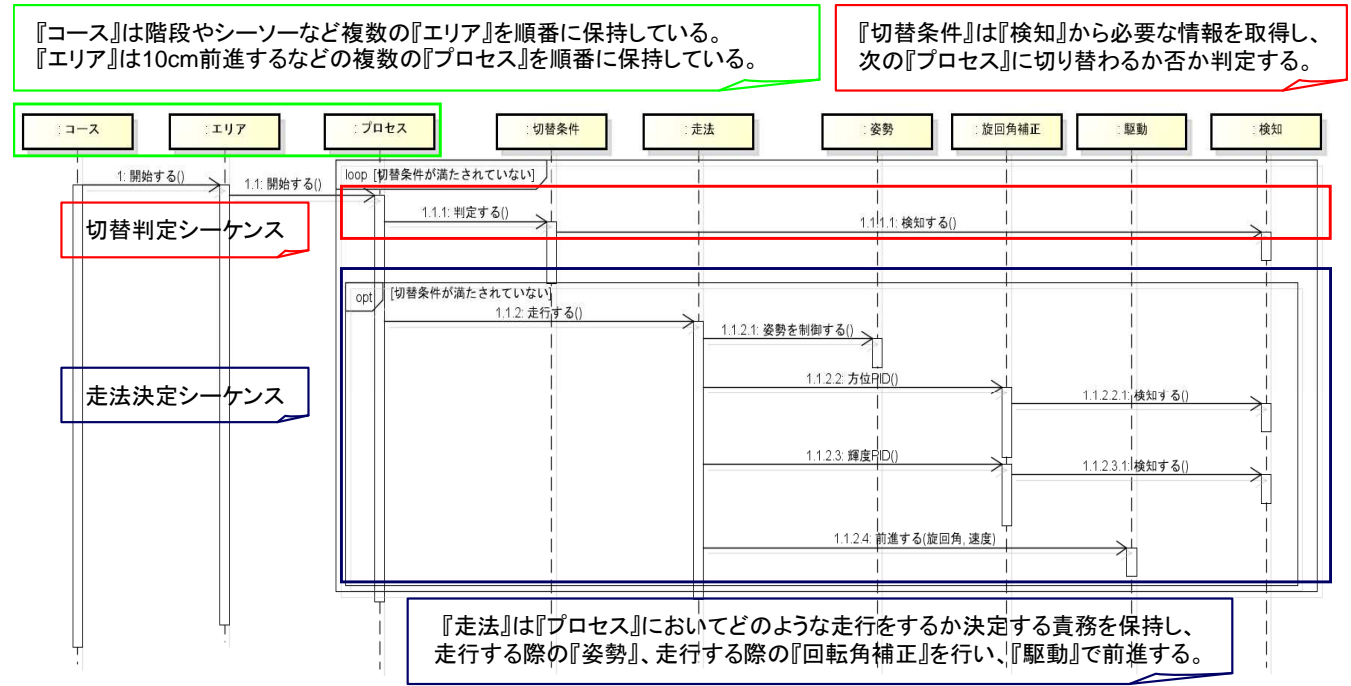 『コース』は階段やシーソーなど複数の『エリア』を順番に保持している。
『エリア』は10cm前進するなどの複数の『プロセス』を順番に保持している。
『切替条件』は『検知』から必要な情報を取得し、
次の『プロセス』に切り替わるか否か判定する。
: コース
: エリア
: プロセス
: 切替条件
: 走法
: 姿勢
: 旋回角補正
: 駆動
: 検知
1: 開始する()
1.1: 開始する()
loop [切替条件が満たされていない]
切替判定シーケンス
1.1.1: 判定する()
1.1.1.1: 検知する()
opt [切替条件が満たされていない]
1.1.2: 走行する()
1.1.2.1: 姿勢を制御する()
走法決定シーケンス
1.1.2.2: 方位PID()
1.1.2.2.1: 検知する()
1.1.2.3: 輝度PID()
1.1.2.3.1: 検知する()
1.1.2.4: 前進する(旋回角, 速度)
『走法』は『プロセス』においてどのような走行をするか決定する責務を保持し、
走行する際の『姿勢』、走行する際の『回転角補正』を行い、『駆動』で前進する。